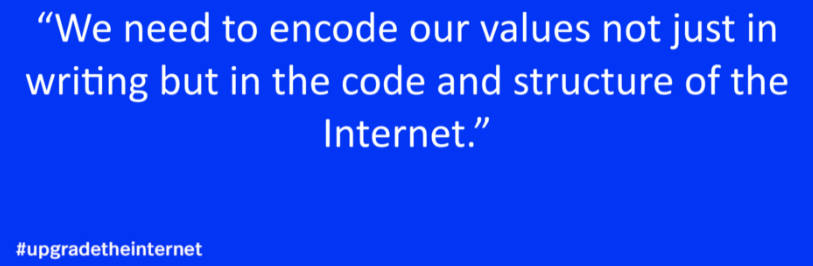 “We need to encode our values not just in
writing but in the code and structure of the
Internet.”
#upgradetheinternet